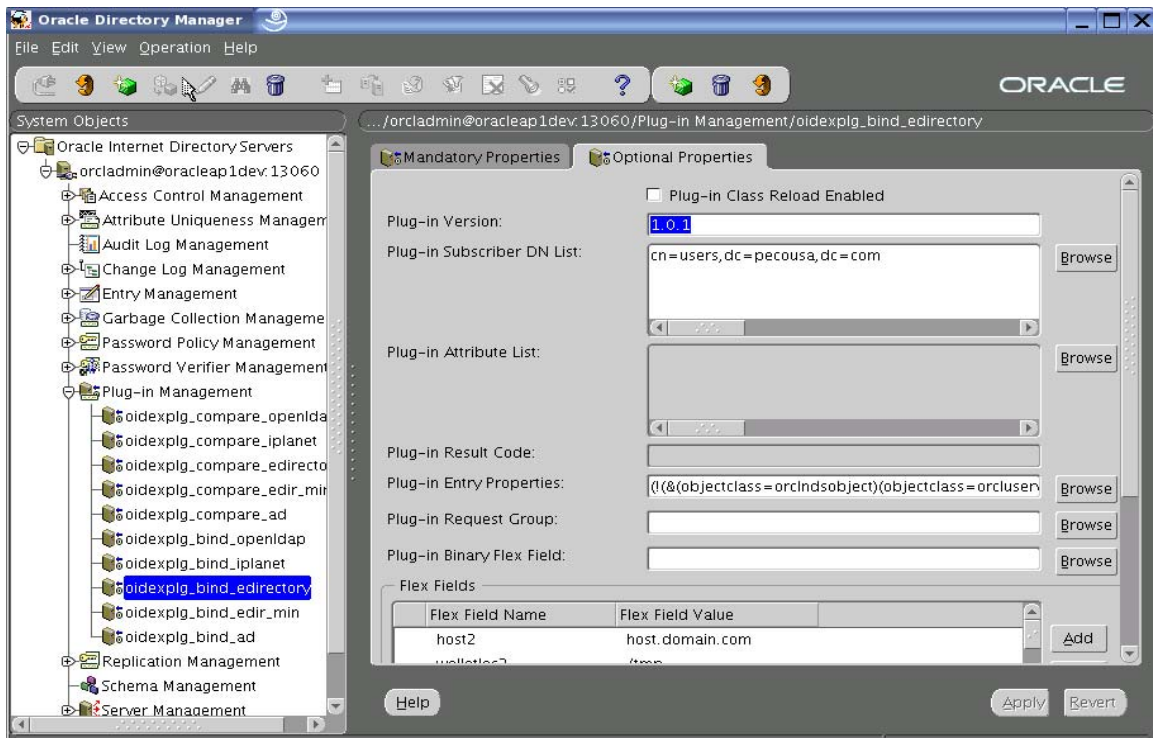 Oracle Directory Manager
File Edit View Operation Help
ORACLE
System Objects
.../orcladmin@oracleap1dev:13060/Plug-in Management/oidexplg_bind_edirectory
Oracle Internet Directory Servers
orcladmin@oracleap1dev:13060
Access Control Management
Attribute Uniqueness Managem
Audit Log Management
Change Log Management
Entry Management
Garbage Collection Manageme
Password Policy Management
Password Verifier Management
Plug-in Management
oidexplg_compare_openlda
oidexplg_compare_iplanet
oidexplg_compare_edirecto
oidexplg_compare_edir_min
oidexplg_compare_ad
oidexplg_bind_openldap
oidexplg_bind_iplanet
oidexplg_bind_edirectory
oidexplg_bind_edir_min
oidexplg_bind_ad
Replication Management
Schema Management
Server Management
Mandatory Properties
Optional Properties
Plug-in Class Reload Enabled
Plug-in Version:
1.0.1
Plug-in Subscriber DN List:
cn=users,dc=pecousa,dc=com
Browse
Plug-in Attribute List:
Browse
Plug-in Result Code:
Plug-in Entry Properties:
(!(&(objectclass=orclndsobject)(objectclass=orcluserv
Browse
Plug-in Request Group:
Browse
Plug-in Binary Flex Field:
Browse
Flex Fields
Flex Field Name Flex Field Value
host2 host.domain.com
Add
Help
Apply
Revert